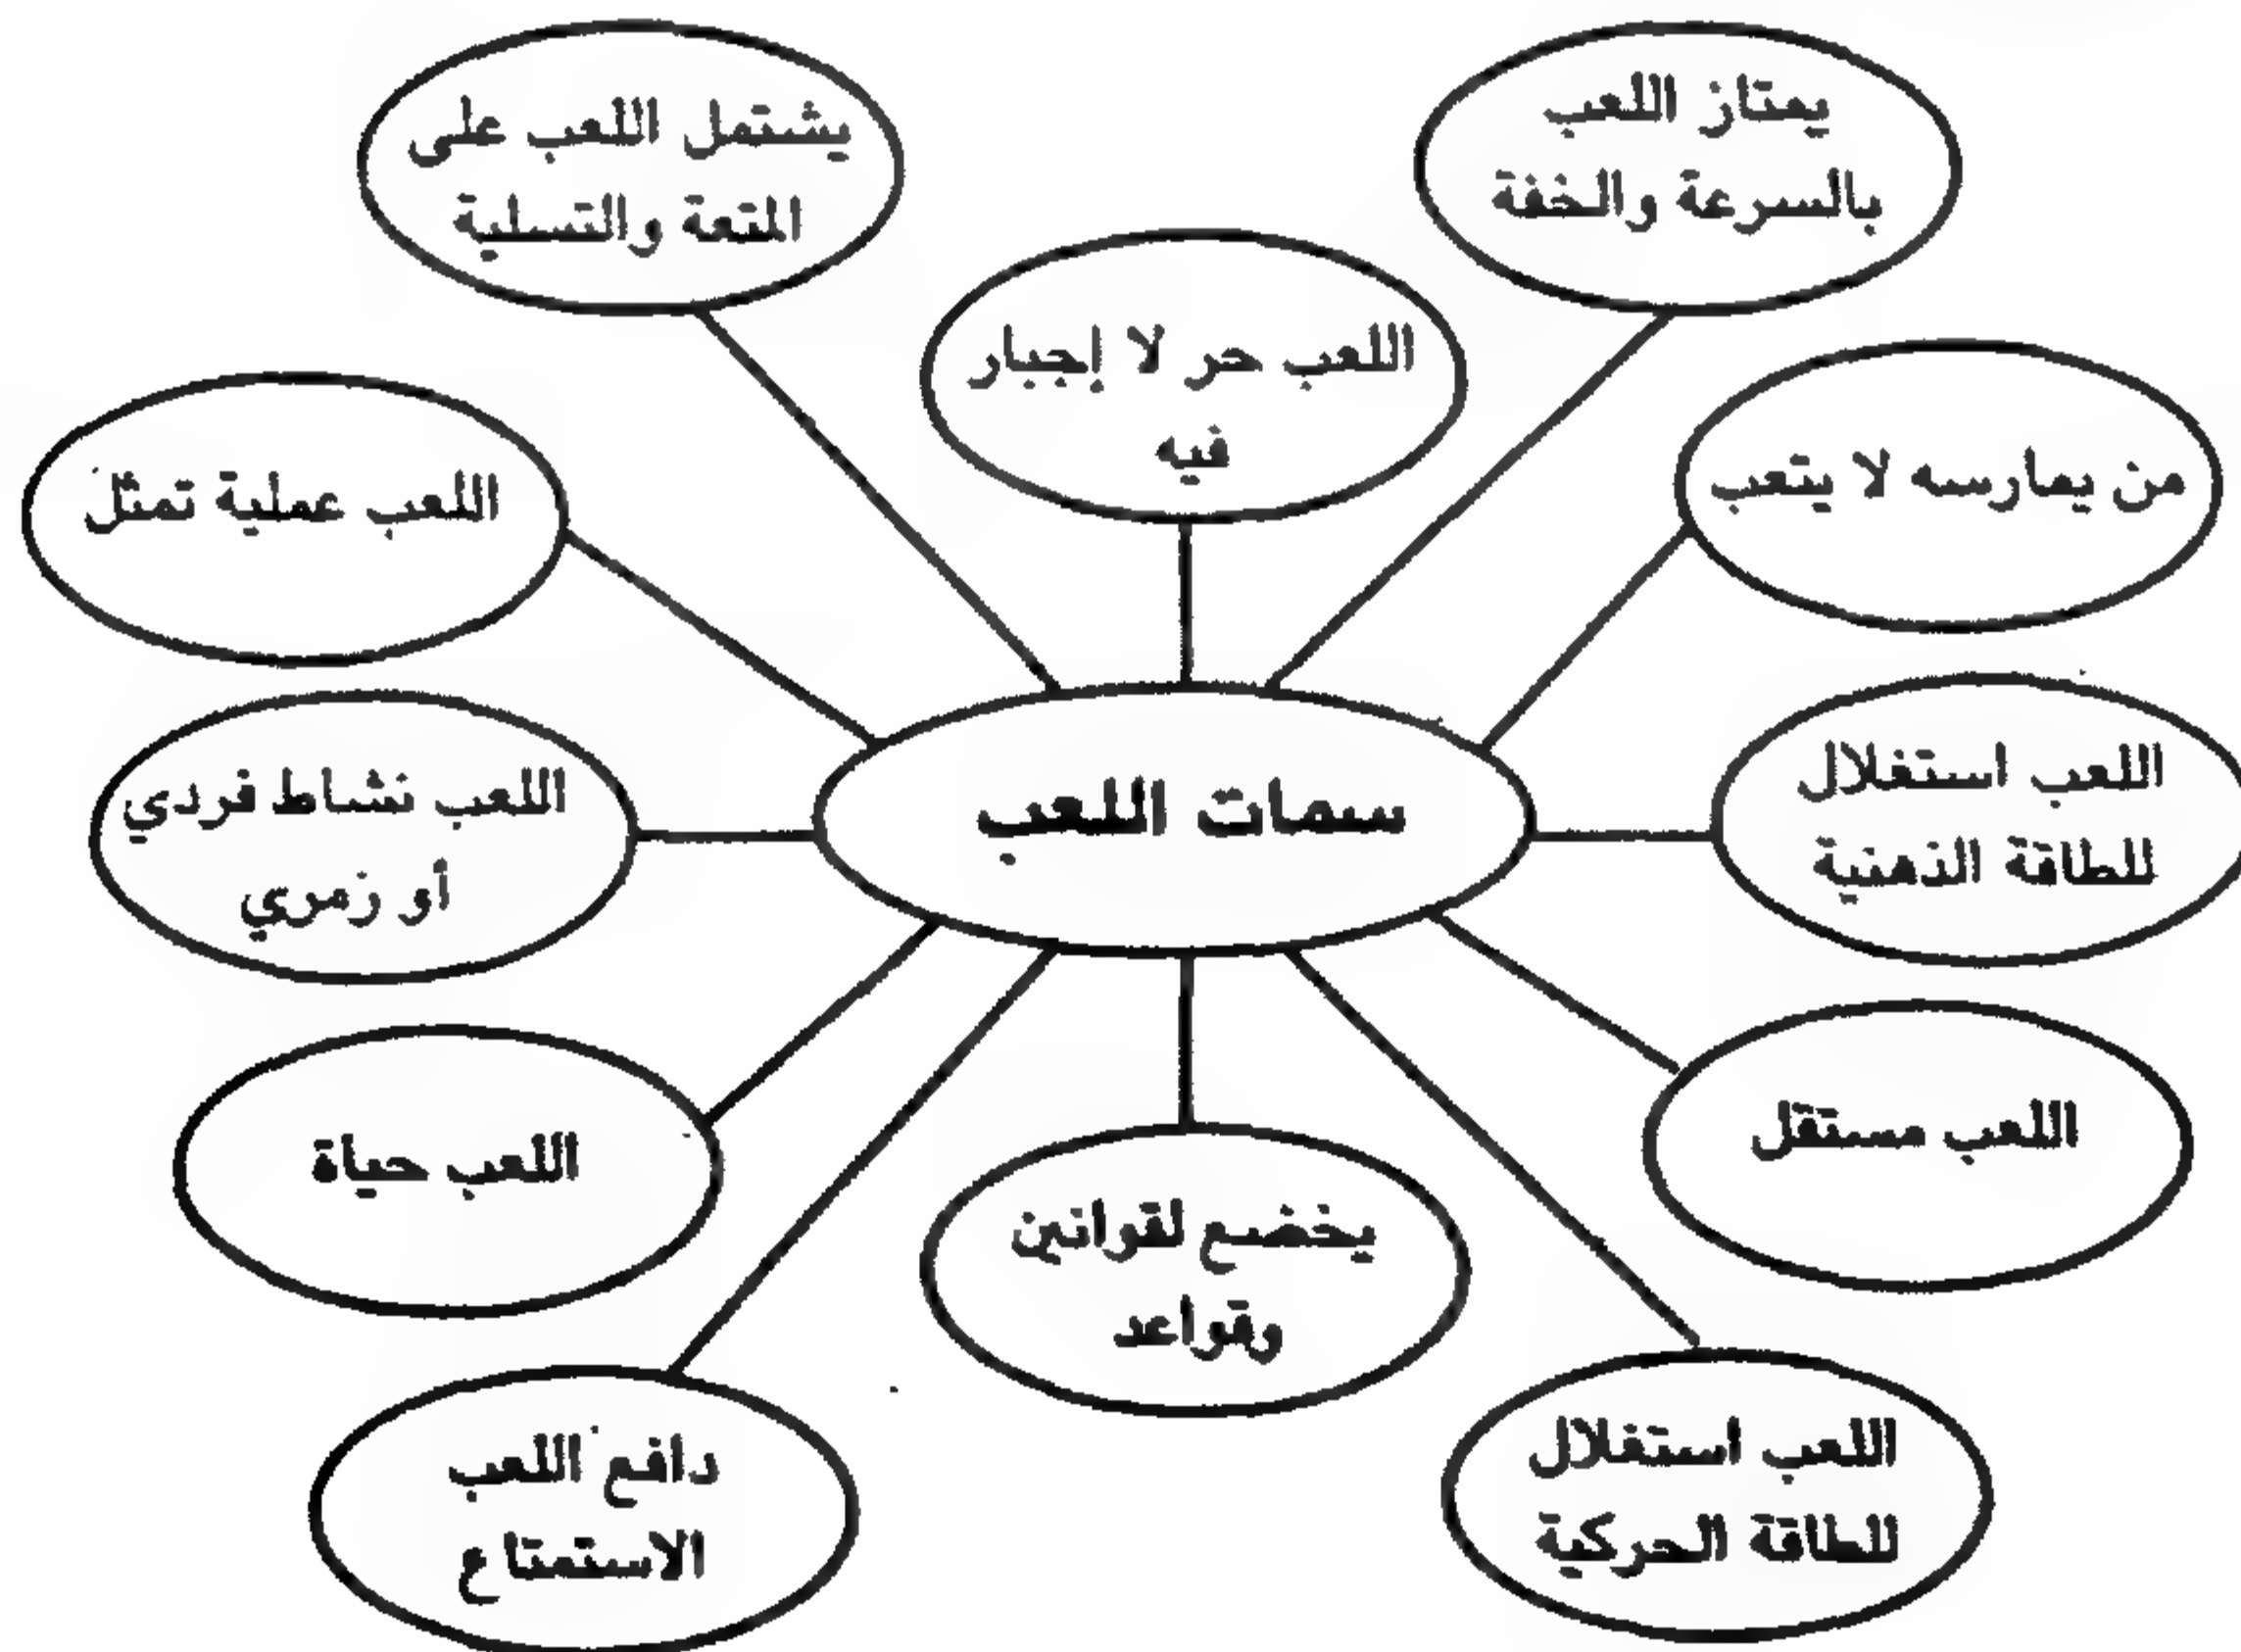 يمتاز اللعب
بالسرعة والخفة
يشتمل اللعب على
المتعة والتسلية
اللعب حر لا إجبار
فيه
من يمارسه لا يتعب
اللعب عملية تمثل
اللعب استغلال
للطاقة الذهنية
سمات اللعب
اللعب نشاط فردي
أو زمري
اللعب مستقل
اللعب حياة
يخضع لقوانين
وقواعد
اللعب استغلال
للطاقة الحركية
دافع اللعب
الاستمتاع